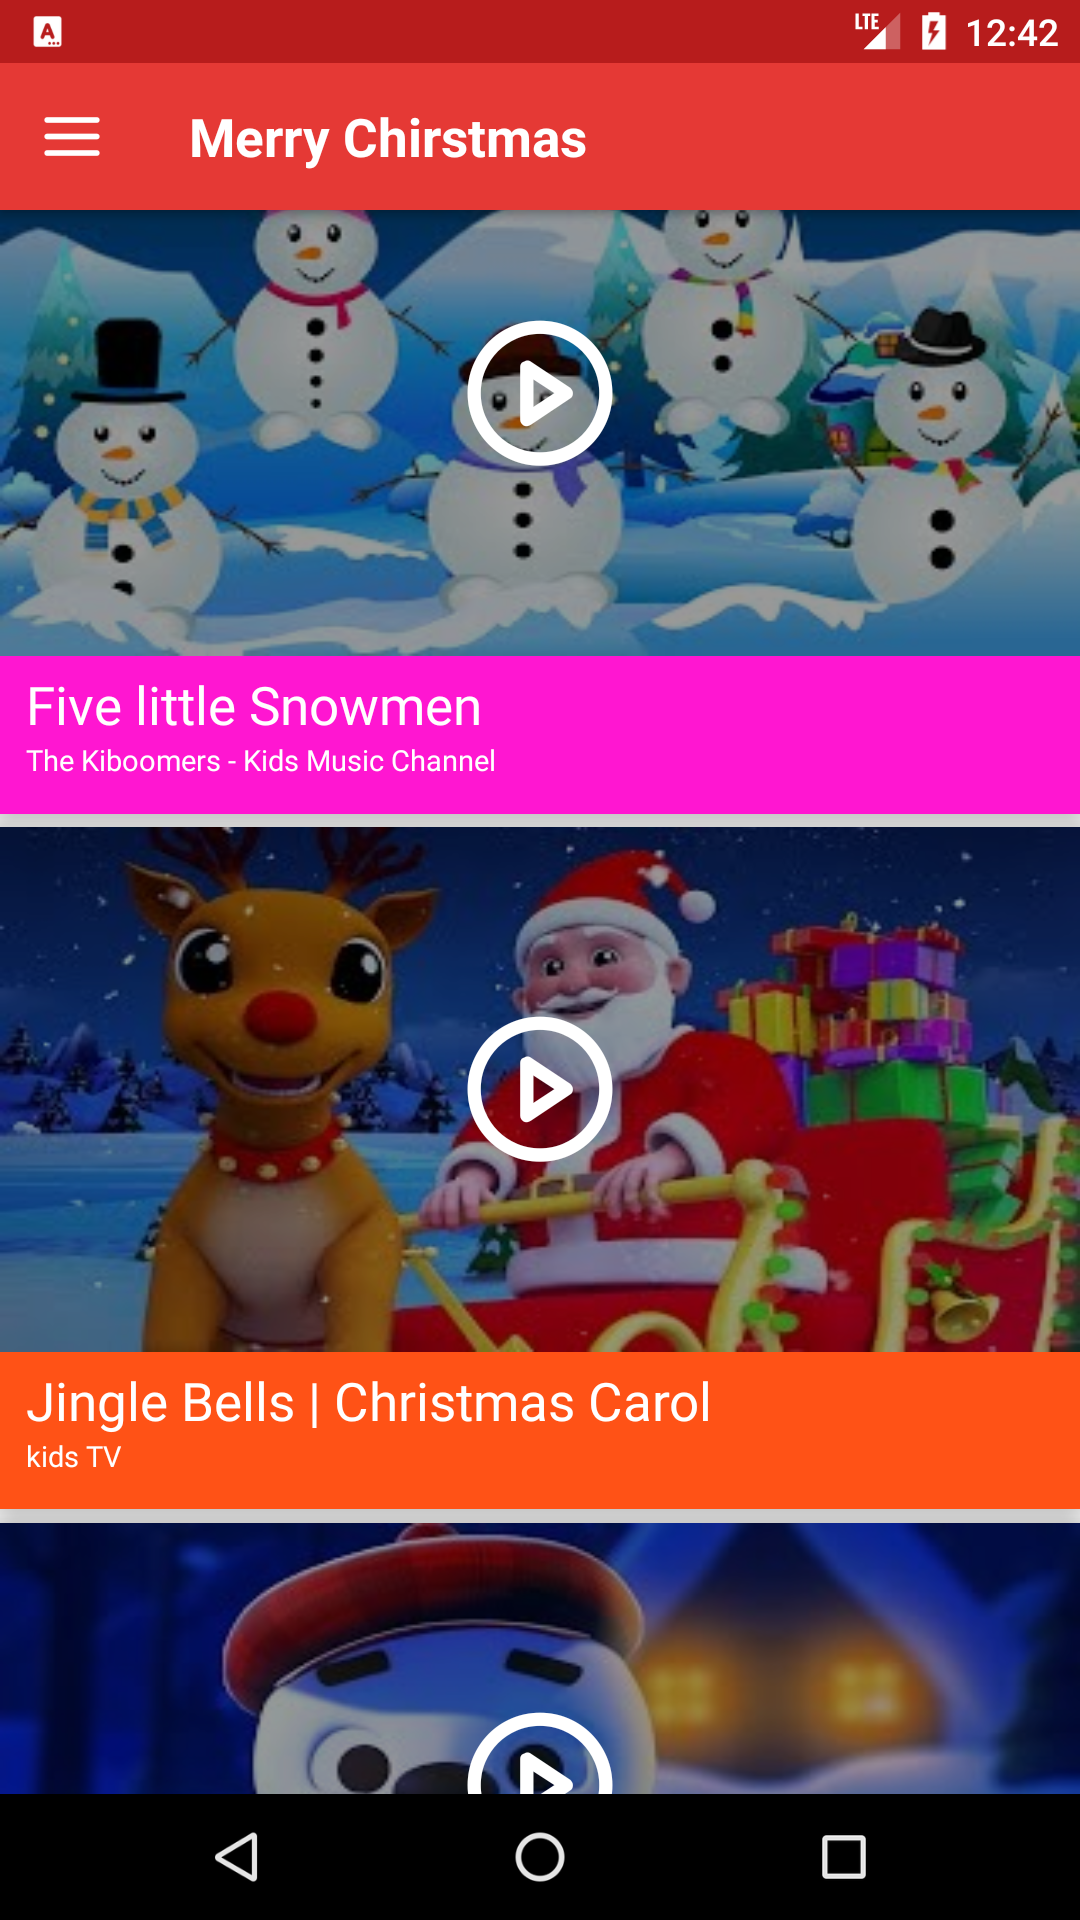 A
LTE
12:42
Merry Chirstmas
Five little Snowmen
The Kiboomers - Kids Music Channel
Jingle Bells | Christmas Carol
kids TV